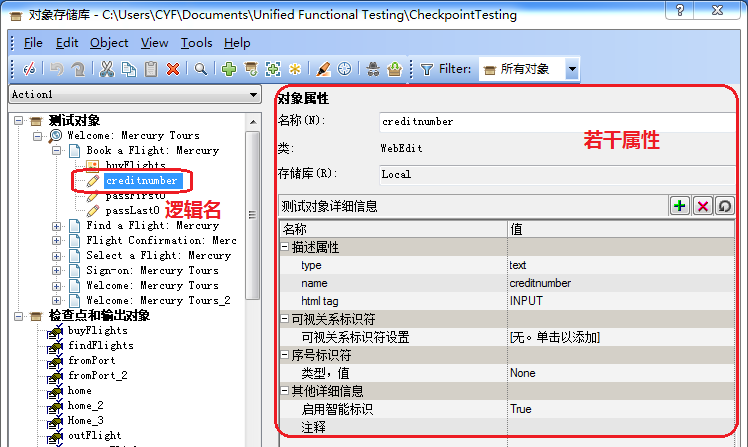 对象存储库 - C:\Users\CYF\Documents\Unified Functional Testing\CheckpointTesting
File Edit Object View Tools Help
Filter: 所有对象
Action1
测试对象
Welcome: Mercury Tours
Book a Flight: Mercury
buyFlights
creditnumber
passFirst0
passLast0
逻辑名
Find a Flight: Mercury
Flight Confirmation: Merc
Select a Flight: Mercury
Sign-on: Mercury Tours
Welcome: Mercury Tours
Welcome: Mercury Tours_2
检查点和输出对象
buyFlights
findFlights
fromPort
fromPort_2
home
home_2
Home_3
outFlight
对象属性
名称(N): creditnumber
若干属性
类: WebEdit
存储库(R): Local
测试对象详细信息
名称 值
描述属性
type text
name creditnumber
html tag INPUT
可视关系标识符
可视关系标识符设置 [无。单击以添加]
序号标识符
类型，值 None
其他详细信息
启用智能标识 True
注释